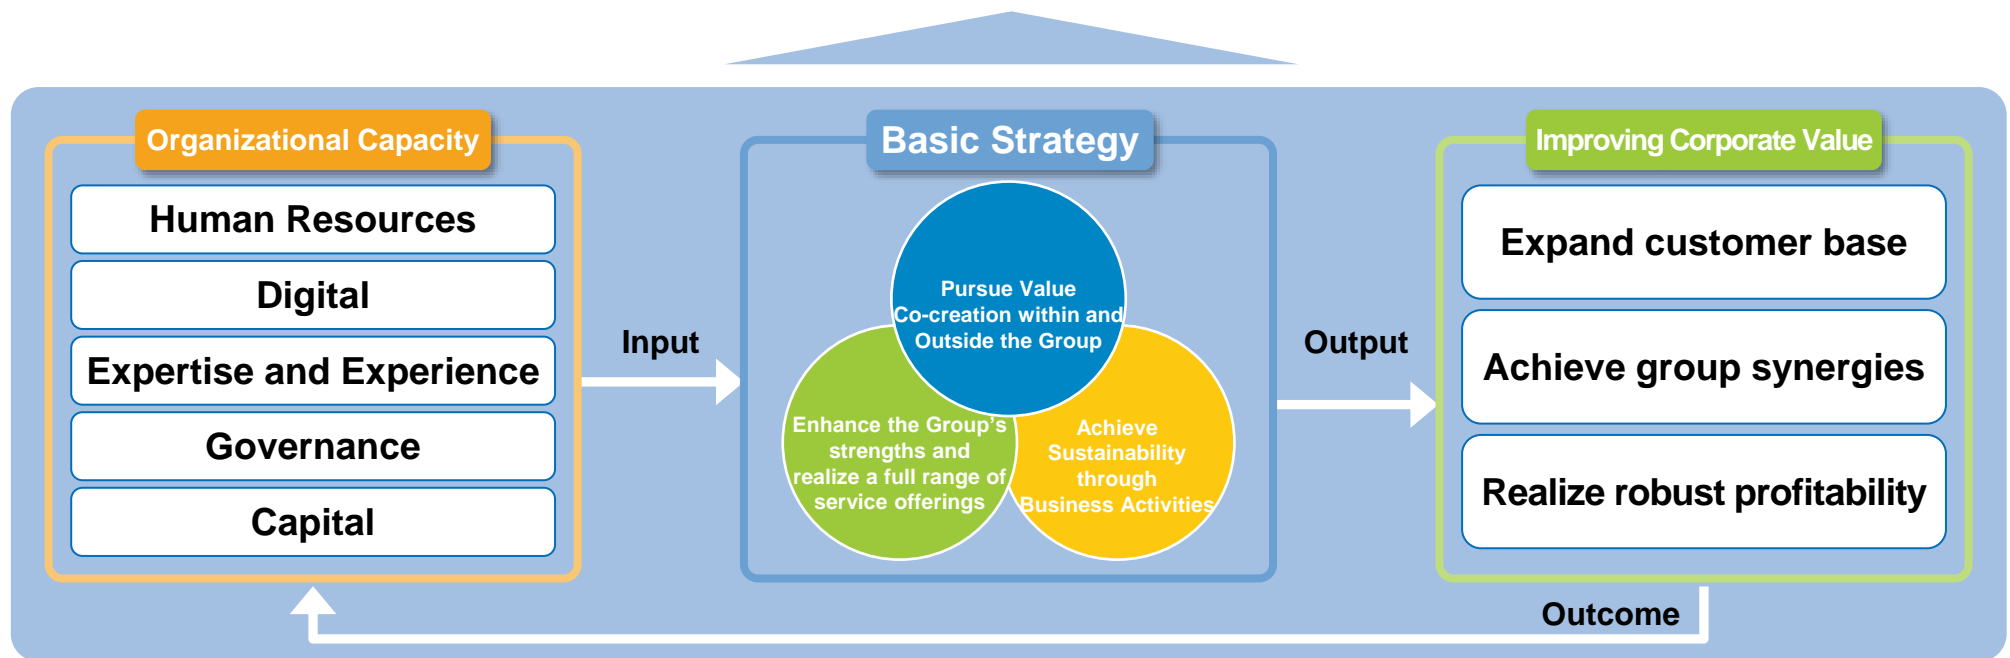 Organizational Capacity
Human Resources
Digital
Expertise and Experience
Governance
Capital
Input
Basic Strategy
Pursue Value
Co-creation within and
Outside the Group
Enhance the Group’s
strengths and
realize a full range of
service offerings
Achieve
Sustainability
through
Business Activities
Output
Improving Corporate Value
Expand customer base
Achieve group synergies
Realize robust profitability
Outcome